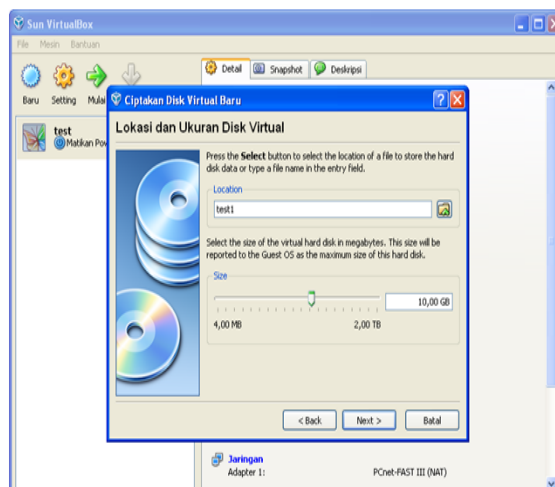 Sun VirtualBox
File Mesin Bantuan
Baru Setting Mulai
Detail Snapshot Deskripsi
test
Matikan Pow
Ciptakan Disk Virtual Baru
Lokasi dan Ukuran Disk Virtual
Press the Select button to select the location of a file to store the hard
disk data or type a file name in the entry field.
Location
test1
Select the size of the virtual hard disk in megabytes. This size will be
reported to the Guest OS as the maximum size of this hard disk.
Size
10,00 GB
4,00 MB 2,00 TB
< Back Next > Batal
Jaringan
Adapter 1: PCnet-FAST III (NAT)